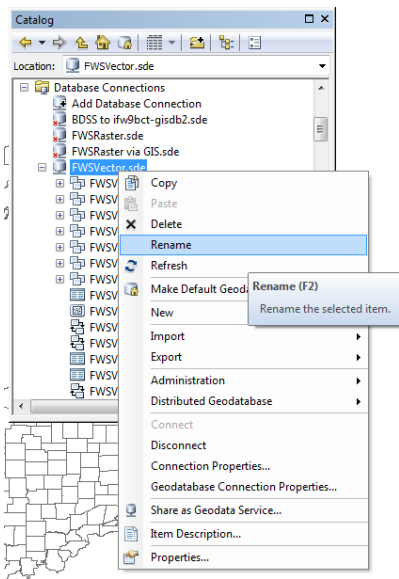 Catalog
Location: FWSVector.sde
Database Connections
Add Database Connection
BDSS to ifw9bct-gisdb2.sde
FWSRaster.sde
FWSRaster via GIS.sde
FWSVector.sde
FWSV
FWSV
FWSV
FWSV
FWSV
FWSV
FWSV
FWSV
FWSV
FWSV
FWSV
FWSV
FWSV
FWSV
Copy
Paste
Delete
Rename
Refresh
Make Default Geod
New
Import
Export
Administration
Distributed Geodatabase
Connect
Disconnect
Connection Properties...
Geodatabase Connection Properties...
Share as Geodata Service...
Item Description...
Properties...
Rename (F2)
Rename the selected item.